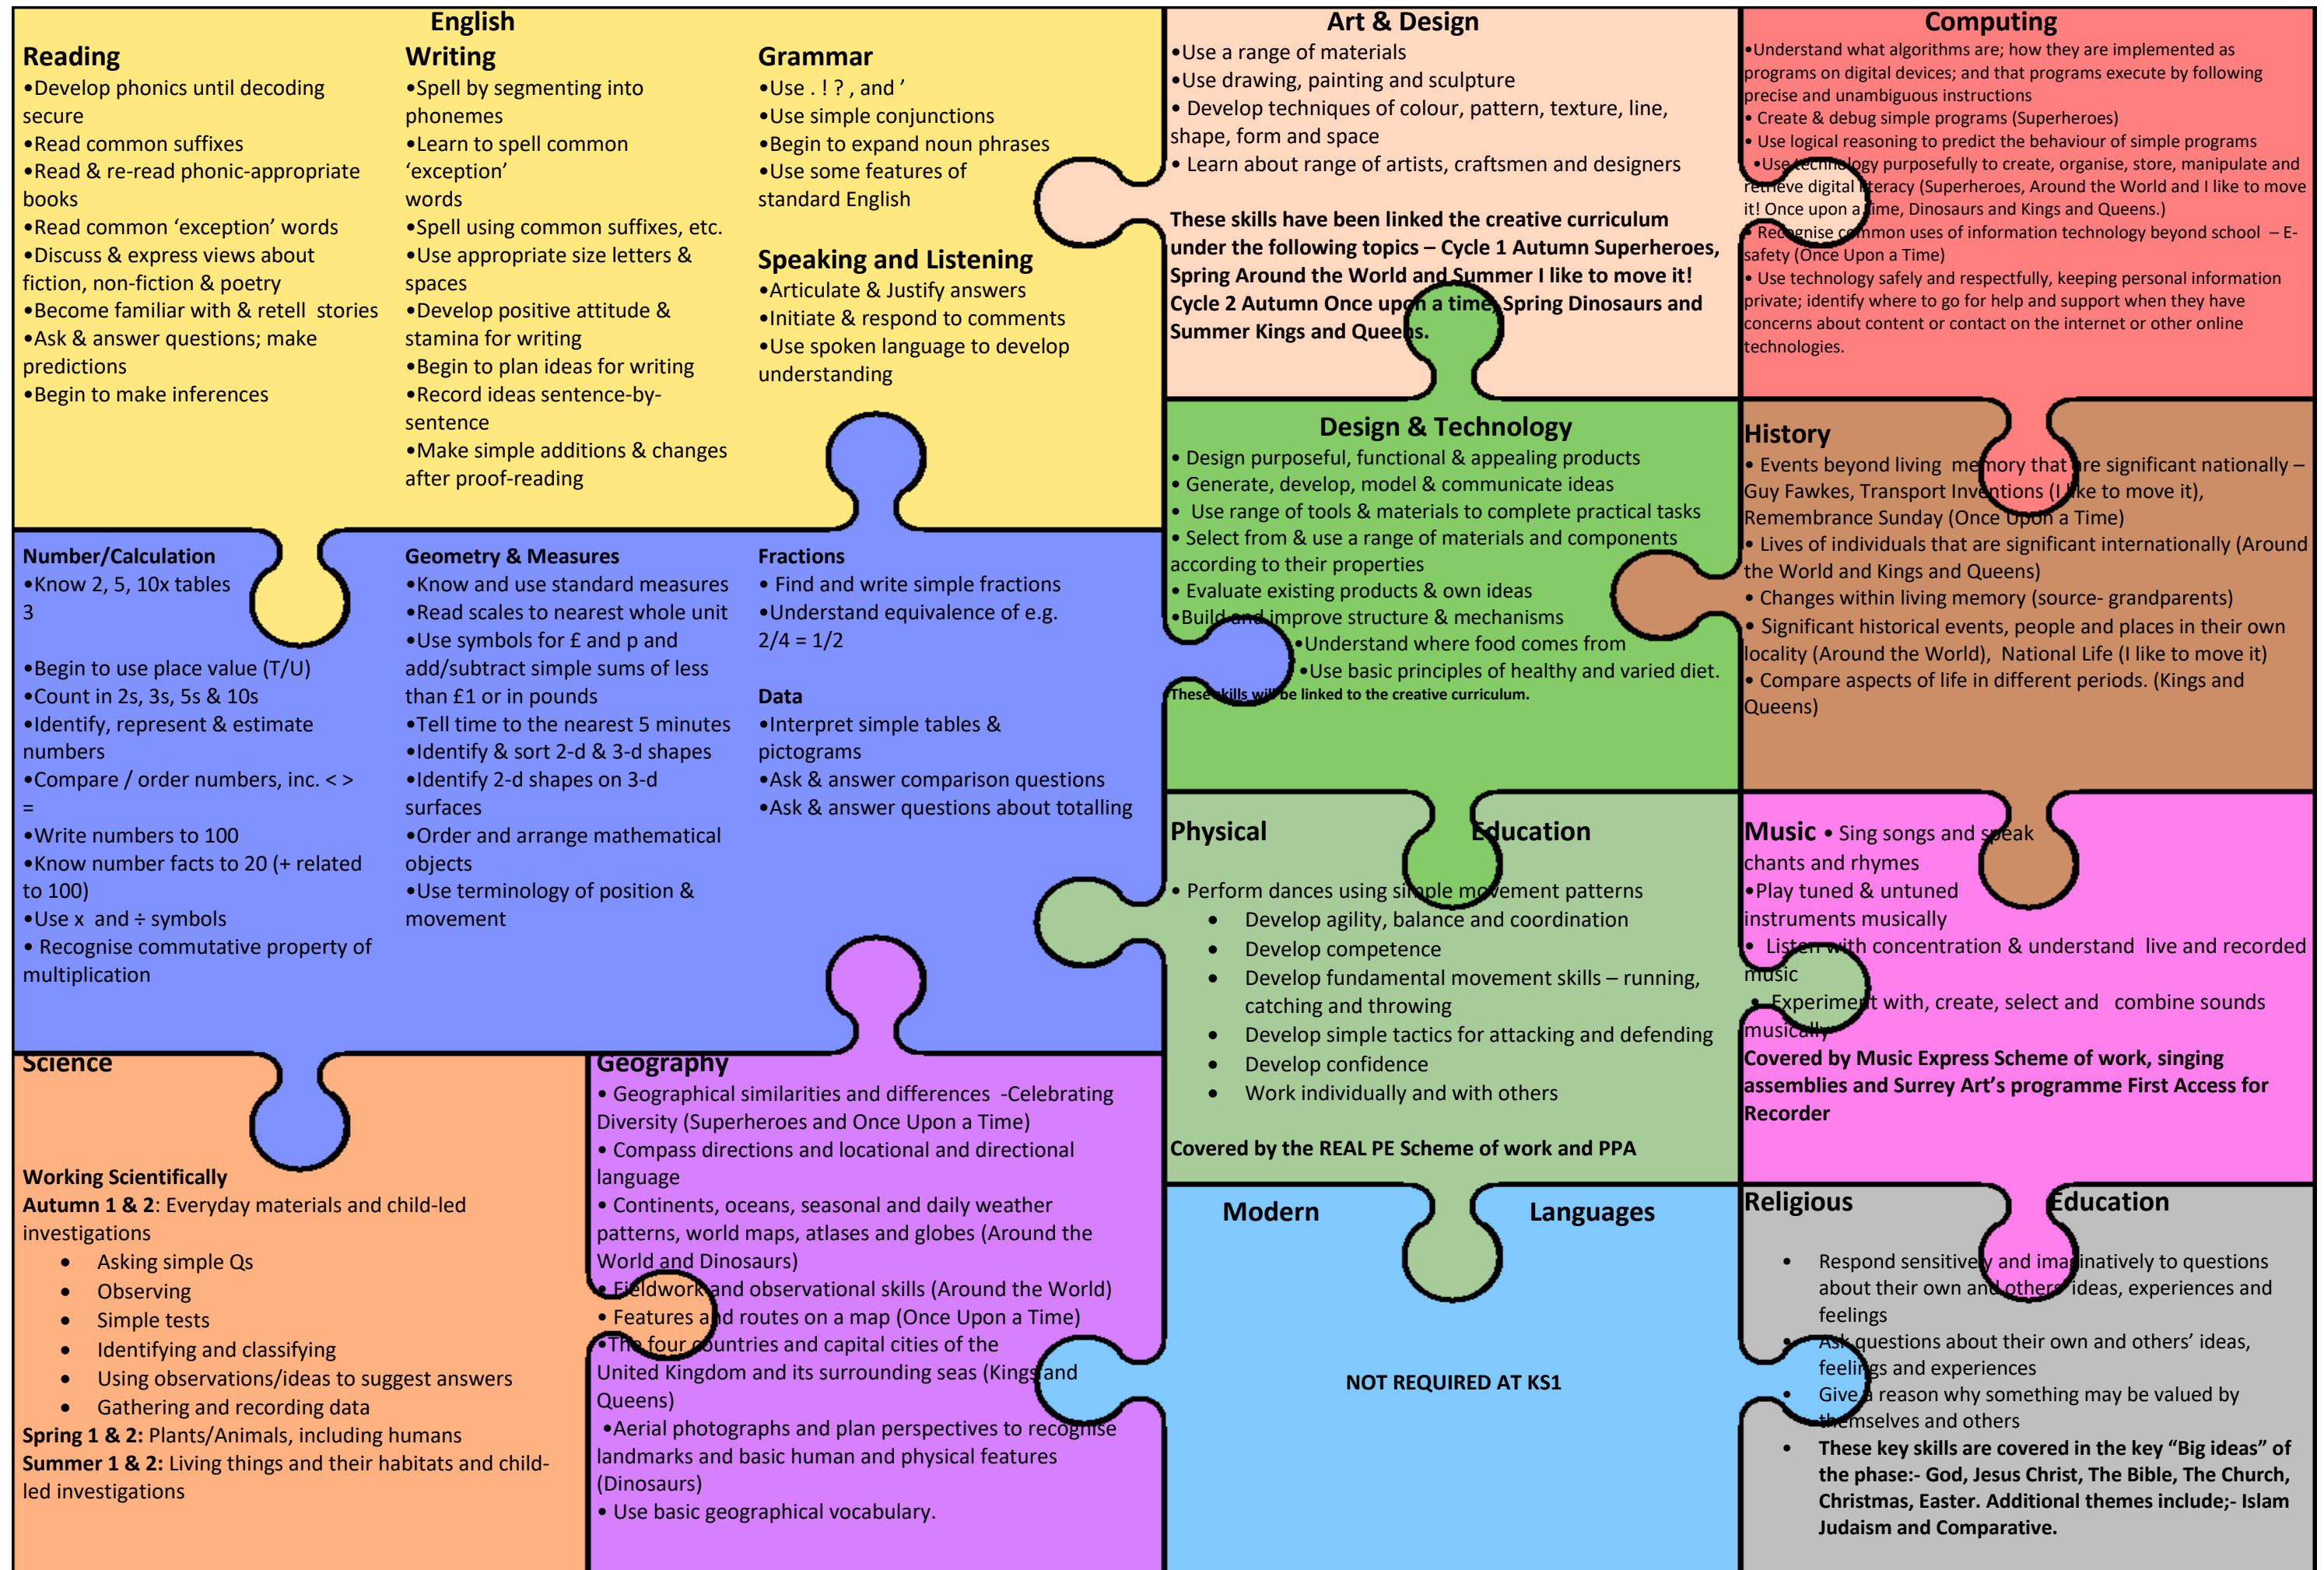 English
Reading
•Develop phonics until decoding
secure
•Read common suffixes
•Read & re-read phonic-appropriate
books
•Read common ‘exception’ words
•Discuss & express views about
fiction, non-fiction & poetry
•Become familiar with & retell  stories
•Ask & answer questions; make
predictions
•Begin to make inferences
Writing
•Spell by segmenting into
phonemes
•Learn to spell common
‘exception’
words
•Spell using common suffixes, etc.
•Use appropriate size letters &
spaces
•Develop positive attitude &
stamina for writing
•Begin to plan ideas for writing
•Record ideas sentence-by-
sentence
•Make simple additions & changes
after proof-reading
Grammar
•Use . ! ? , and ’
•Use simple conjunctions
•Begin to expand noun phrases
•Use some features of
standard English
Speaking and Listening
•Articulate & Justify answers
•Initiate & respond to comments
•Use spoken language to develop
understanding
Art & Design
•Use a range of materials
•Use drawing, painting and sculpture
• Develop techniques of colour, pattern, texture, line,
shape, form and space
• Learn about range of artists, craftsmen and designers
These skills have been linked the creative curriculum
under the following topics – Cycle 1 Autumn Superheroes,
Spring Around the World and Summer I like to move it!
Cycle 2 Autumn Once upon a time, Spring Dinosaurs and
Summer Kings and Queens.
Computing
•Understand what algorithms are; how they are implemented as
programs on digital devices; and that programs execute by following
precise and unambiguous instructions
• Create & debug simple programs (Superheroes)
• Use logical reasoning to predict the behaviour of simple programs
•Use technology purposefully to create, organise, store, manipulate and
retrieve digital literacy (Superheroes, Around the World and I like to move
it! Once upon a time, Dinosaurs and Kings and Queens.)
• Recognise common uses of information technology beyond school  – E-
safety (Once Upon a Time)
• Use technology safely and respectfully, keeping personal information
private; identify where to go for help and support when they have
concerns about content or contact on the internet or other online
technologies.
Number/Calculation
•Know 2, 5, 10x tables
3
•Begin to use place value (T/U)
•Count in 2s, 3s, 5s & 10s
•Identify, represent & estimate
numbers
•Compare / order numbers, inc. < >
=
•Write numbers to 100
•Know number facts to 20 (+ related
to 100)
•Use x  and ÷ symbols
• Recognise commutative property of
multiplication
Geometry & Measures
•Know and use standard measures
•Read scales to nearest whole unit
•Use symbols for £ and p and
add/subtract simple sums of less
than £1 or in pounds
•Tell time to the nearest 5 minutes
•Identify & sort 2-d & 3-d shapes
•Identify 2-d shapes on 3-d
surfaces
•Order and arrange mathematical
objects
•Use terminology of position &
movement
Fractions
• Find and write simple fractions
•Understand equivalence of e.g.
2/4 = 1/2
Data
•Interpret simple tables &
pictograms
•Ask & answer comparison questions
•Ask & answer questions about totalling
Design & Technology
• Design purposeful, functional & appealing products
• Generate, develop, model & communicate ideas
•  Use range of tools & materials to complete practical tasks
• Select from & use a range of materials and components
according to their properties
• Evaluate existing products & own ideas
•Build and improve structure & mechanisms
•Understand where food comes from
•Use basic principles of healthy and varied diet.
These skills will be linked to the creative curriculum.
History
• Events beyond living  memory that are significant nationally –
Guy Fawkes, Transport Inventions (I like to move it),
Remembrance Sunday (Once Upon a Time)
• Lives of individuals that are significant internationally (Around
the World and Kings and Queens)
• Changes within living memory (source- grandparents)
• Significant historical events, people and places in their own
locality (Around the World),  National Life (I like to move it)
• Compare aspects of life in different periods. (Kings and
Queens)
Physical Education
• Perform dances using simple movement patterns
• Develop agility, balance and coordination
• Develop competence
• Develop fundamental movement skills – running,
catching and throwing
• Develop simple tactics for attacking and defending
• Develop confidence
• Work individually and with others
Covered by the REAL PE Scheme of work and PPA
Music • Sing songs and speak
chants and rhymes
•Play tuned & untuned
instruments musically
•  Listen with concentration & understand  live and recorded
music
•  Experiment with, create, select and  combine sounds
musically
Covered by Music Express Scheme of work, singing
assemblies and Surrey Art’s programme First Access for
Recorder
Science
Working Scientifically
Autumn 1 & 2: Everyday materials and child-led
investigations
• Asking simple Qs
• Observing
• Simple tests
• Identifying and classifying
• Using observations/ideas to suggest answers
• Gathering and recording data
Spring 1 & 2: Plants/Animals, including humans
Summer 1 & 2: Living things and their habitats and child-
led investigations
Geography
• Geographical similarities and differences  -Celebrating
Diversity (Superheroes and Once Upon a Time)
• Compass directions and locational and directional
language
• Continents, oceans, seasonal and daily weather
patterns, world maps, atlases and globes (Around the
World and Dinosaurs)
• Fieldwork and observational skills (Around the World)
• Features and routes on a map (Once Upon a Time)
•The four countries and capital cities of the
United Kingdom and its surrounding seas (Kings and
Queens)
•Aerial photographs and plan perspectives to recognise
landmarks and basic human and physical features
(Dinosaurs)
• Use basic geographical vocabulary.
Modern Languages
NOT REQUIRED AT KS1
Religious Education
• Respond sensitively and imaginatively to questions
about their own and others’ ideas, experiences and
feelings
• Ask questions about their own and others’ ideas,
feelings and experiences
• Give a reason why something may be valued by
themselves and others
• These key skills are covered in the key “Big ideas” of
the phase:- God, Jesus Christ, The Bible, The Church,
Christmas, Easter. Additional themes include;- Islam
Judaism and Comparative.